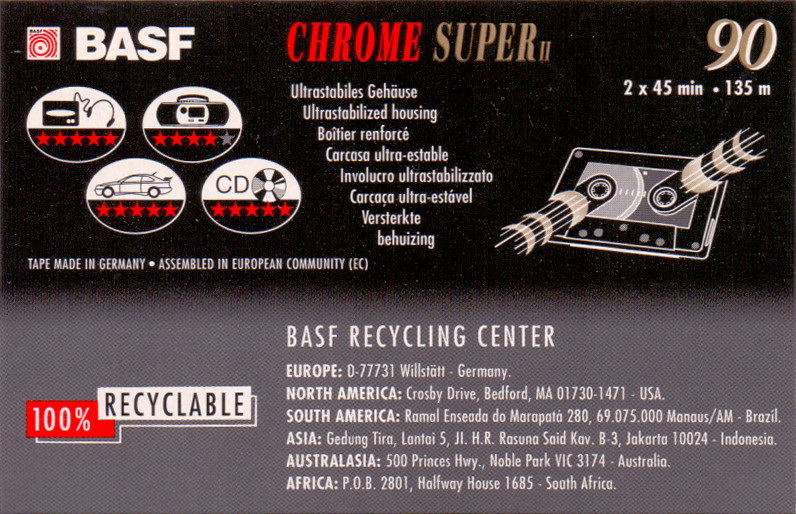 BASF
BASF
CHROME SUPER II
90
2 x 45 min • 135 m
Ultrastabiles Gehäuse
Ultrastabilized housing
Boîtier renforcé
Carcasa ultra-estable
Involucro ultrastabilizzato
Carcaça ultra-estável
Versterkte
behuizing
CD
TAPE MADE IN GERMANY • ASSEMBLED IN EUROPEAN COMMUNITY (EC)
BASF RECYCLING CENTER
EUROPE: D-77731 Willstätt - Germany.
NORTH AMERICA: Crosby Drive, Bedford, MA 01730-1471 - USA.
SOUTH AMERICA: Ramal Enseada do Marapatá 280, 69.075.000 Manaus/AM - Brazil.
ASIA: Gedung Tira, Lantai 5, Jl. H.R. Rasuna Said Kav. B-3, Jakarta 10024 - Indonesia.
AUSTRALASIA: 500 Princes Hwy., Noble Park VIC 3174 - Australia.
AFRICA: P.O.B. 2801, Halfway House 1685 - South Africa.
100% RECYCLABLE